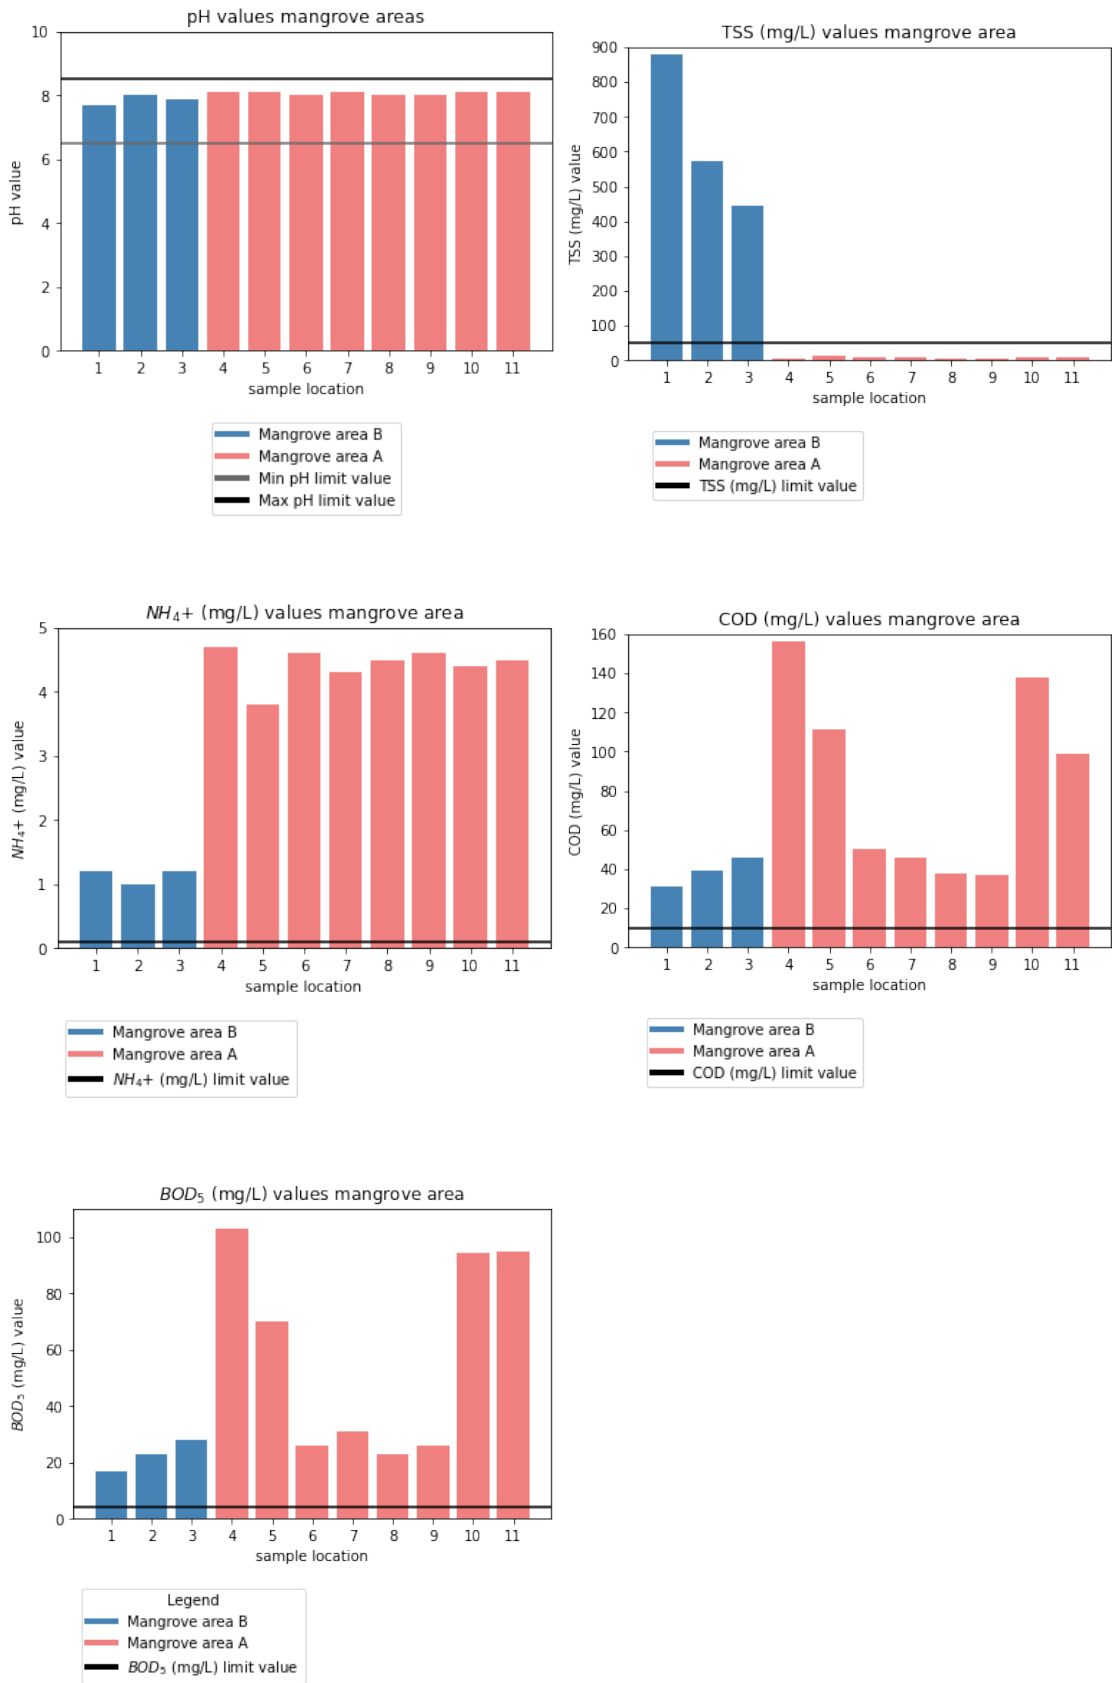 pH values mangrove areas
10
8
6
4
2
0
pH value
1 2 3 4 5 6 7 8 9 10 11
sample location
Mangrove area B
Mangrove area A
Min pH limit value
Max pH limit value
TSS (mg/L) values mangrove area
900
800
700
600
500
400
300
200
100
0
TSS (mg/L) value
1 2 3 4 5 6 7 8 9 10 11
sample location
Mangrove area B
Mangrove area A
TSS (mg/L) limit value
NH₄+ (mg/L) values mangrove area
5
4
3
2
1
0
NH₄+ (mg/L) value
1 2 3 4 5 6 7 8 9 10 11
sample location
Mangrove area B
Mangrove area A
NH₄+ (mg/L) limit value
COD (mg/L) values mangrove area
160
140
120
100
80
60
40
20
0
COD (mg/L) value
1 2 3 4 5 6 7 8 9 10 11
sample location
Mangrove area B
Mangrove area A
COD (mg/L) limit value
BOD₅ (mg/L) values mangrove area
100
80
60
40
20
0
BOD₅ (mg/L) value
1 2 3 4 5 6 7 8 9 10 11
sample location
Legend
Mangrove area B
Mangrove area A
BOD₅ (mg/L) limit value